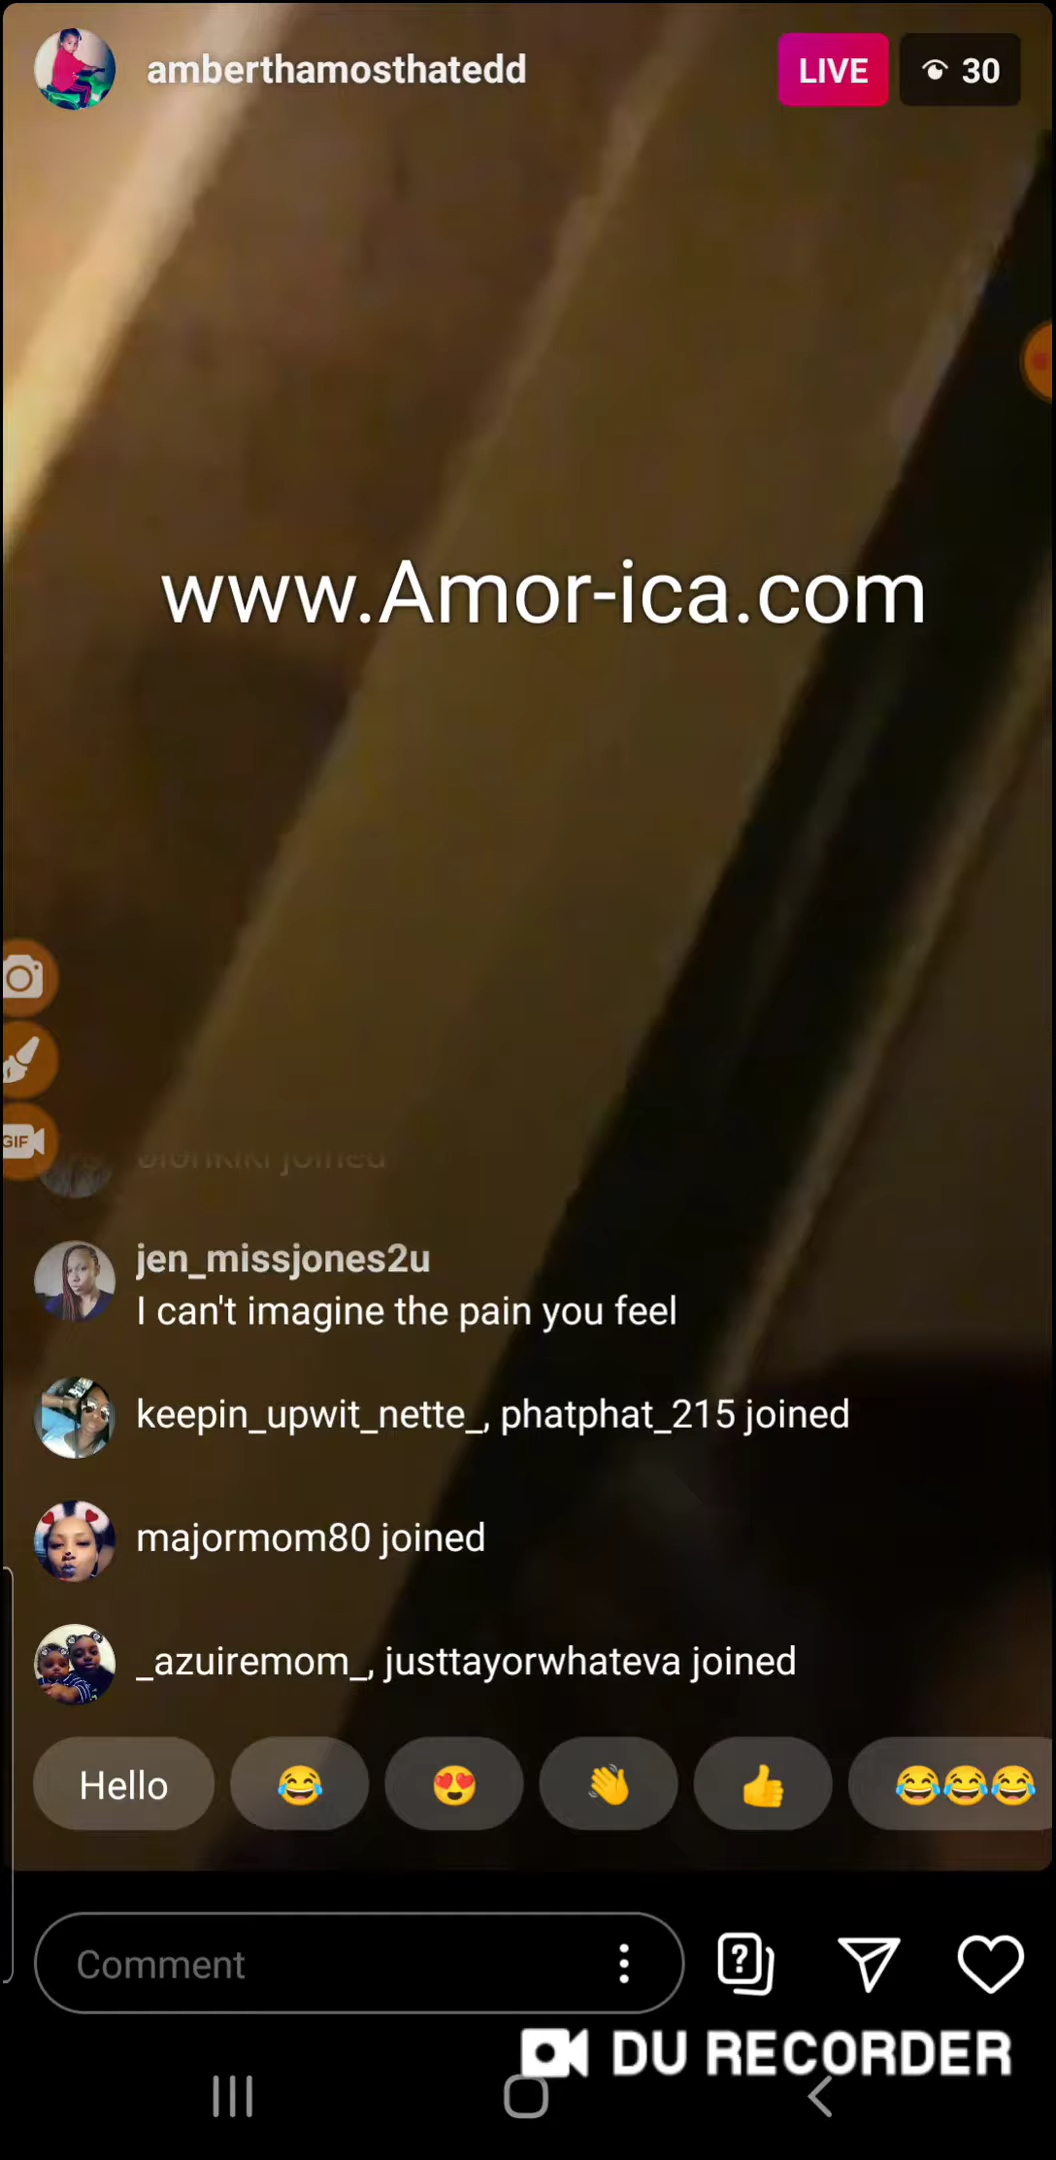 amberthamosthatedd
LIVE
30
www.Amor-ica.com
GIF
joined
jen_missjones2u
I can't imagine the pain you feel
keepin_upwit_nette_, phatphat_215 joined
majormom80 joined
_azuiremom_, justtayorwhateva joined
Hello 😂 😍 👋 👍 😂😂😂
Comment
DU RECORDER